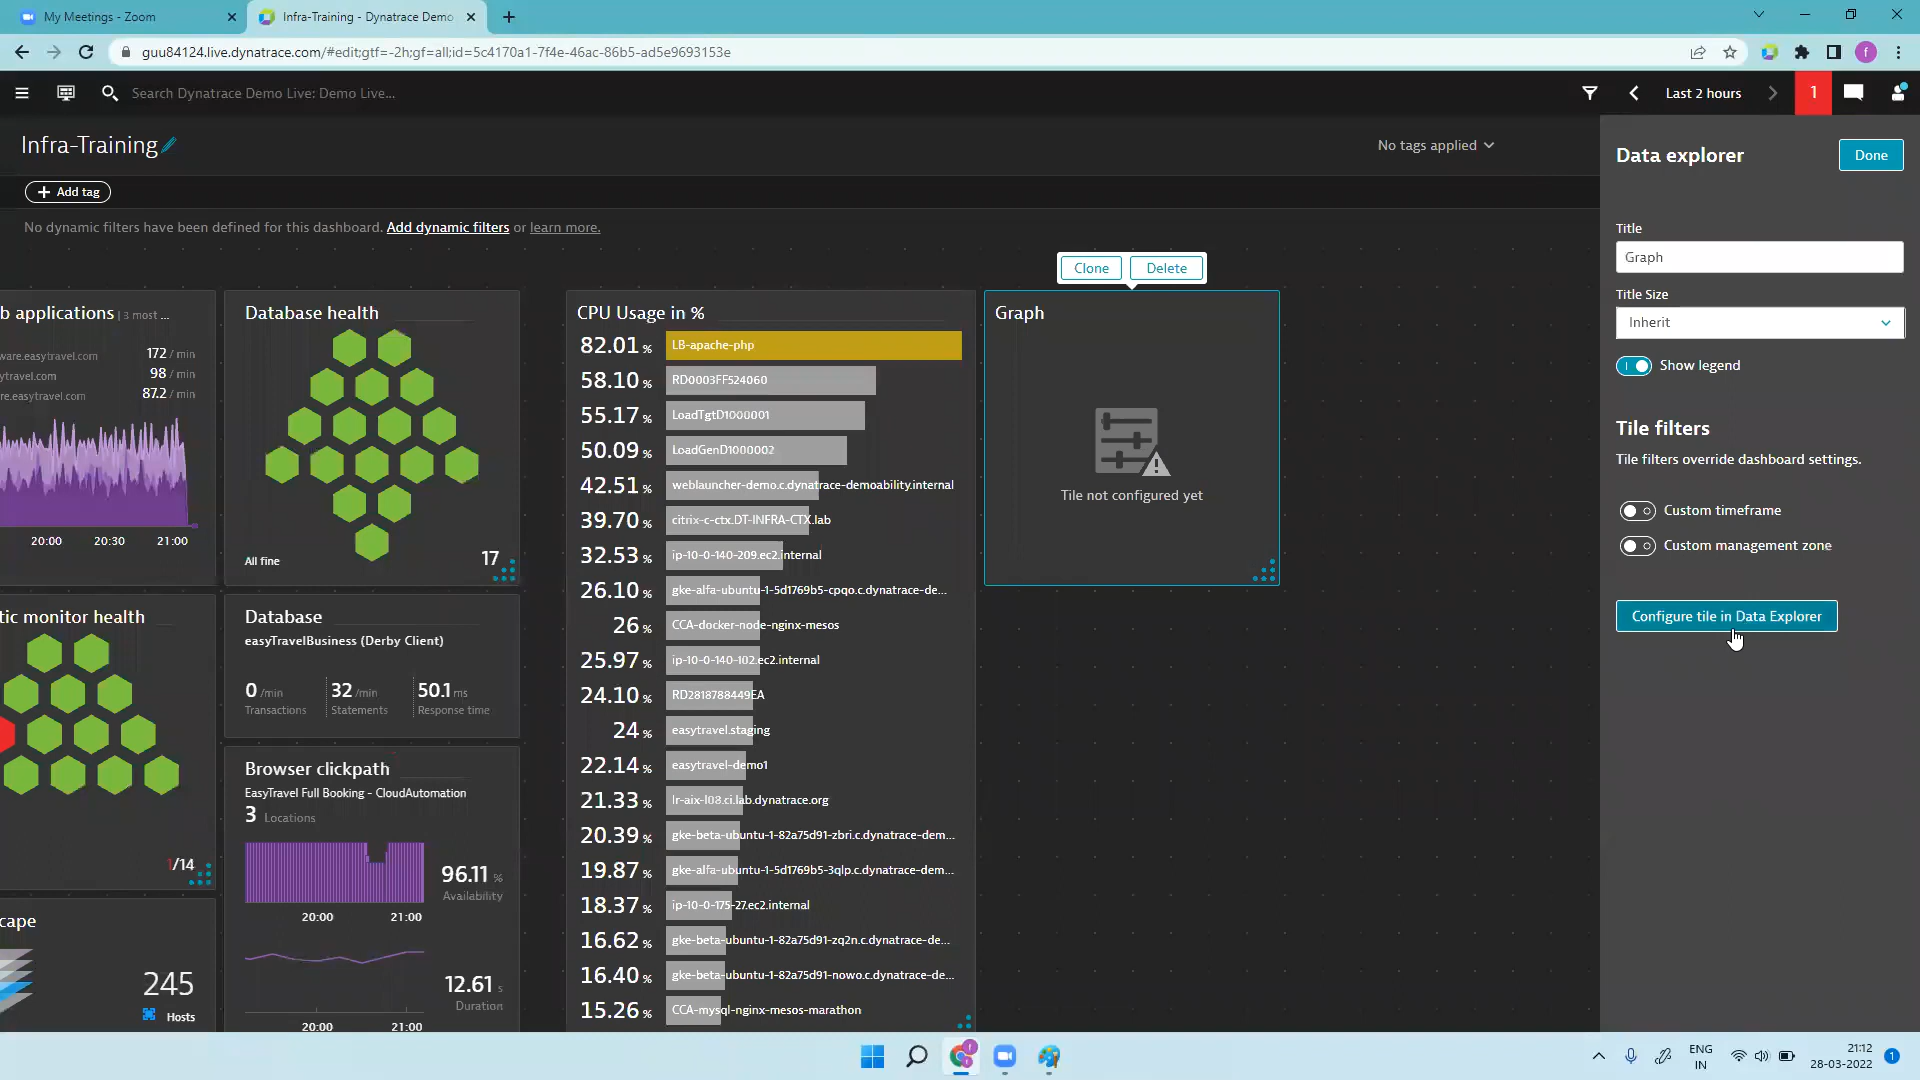 My Meetings - Zoom
Infra-Training - Dynatrace Demo
guu84124.live.dynatrace.com/#edit;gtf=-2h;gf=all;id=5c4170a1-7f4e-46ac-86b5-ad5e9693153e
Search Dynatrace Demo Live: Demo Live...
Last 2 hours
1
Infra-Training
No tags applied
Add tag
No dynamic filters have been defined for this dashboard. Add dynamic filters or learn more.
b applications | 3 most ...
ware.easytravel.com 172 / min
ytravel.com 98 / min
re.easytravel.com 87.2 / min
20:00 20:30 21:00
Database health
All fine 17
tic monitor health
1/14
Database
easyTravelBusiness (Derby Client)
0 /min 32 /min 50.1 ms
Transactions Statements Response time
Browser clickpath
EasyTravel Full Booking - CloudAutomation
3 Locations
96.11 %
Availability
20:00 21:00
12.61 s
Duration
20:00 21:00
cape
245
Hosts
CPU Usage in %
82.01 % LB-apache-php
58.10 % RD0003FF524060
55.17 % LoadTgtD1000001
50.09 % LoadGenD1000002
42.51 % weblauncher-demo.c.dynatrace-demoability.internal
39.70 % citrix-c-ctx.DT-INFRA-CTX.lab
32.53 % ip-10-0-140-209.ec2.internal
26.10 % gke-alfa-ubuntu-1-5d1769b5-cpqo.c.dynatrace-de...
26 % CCA-docker-node-nginx-mesos
25.97 % ip-10-0-140-102.ec2.internal
24.10 % RD2818788449EA
24 % easytravel.staging
22.14 % easytravel-demo1
21.33 % lr-aix-l03.ci.lab.dynatrace.org
20.39 % gke-beta-ubuntu-1-82a75d91-zbri.c.dynatrace-dem...
19.87 % gke-alfa-ubuntu-1-5d1769b5-3qlp.c.dynatrace-dem...
18.37 % ip-10-0-175-27.ec2.internal
16.62 % gke-beta-ubuntu-1-82a75d91-zq2n.c.dynatrace-de...
16.40 % gke-beta-ubuntu-1-82a75d91-nowo.c.dynatrace-de...
15.26 % CCA-mysql-nginx-mesos-marathon
Clone Delete
Graph
Tile not configured yet
Data explorer
Done
Title
Graph
Title Size
Inherit
Show legend
Tile filters
Tile filters override dashboard settings.
Custom timeframe
Custom management zone
Configure tile in Data Explorer
ENG
IN
21:12
28-03-2022
1